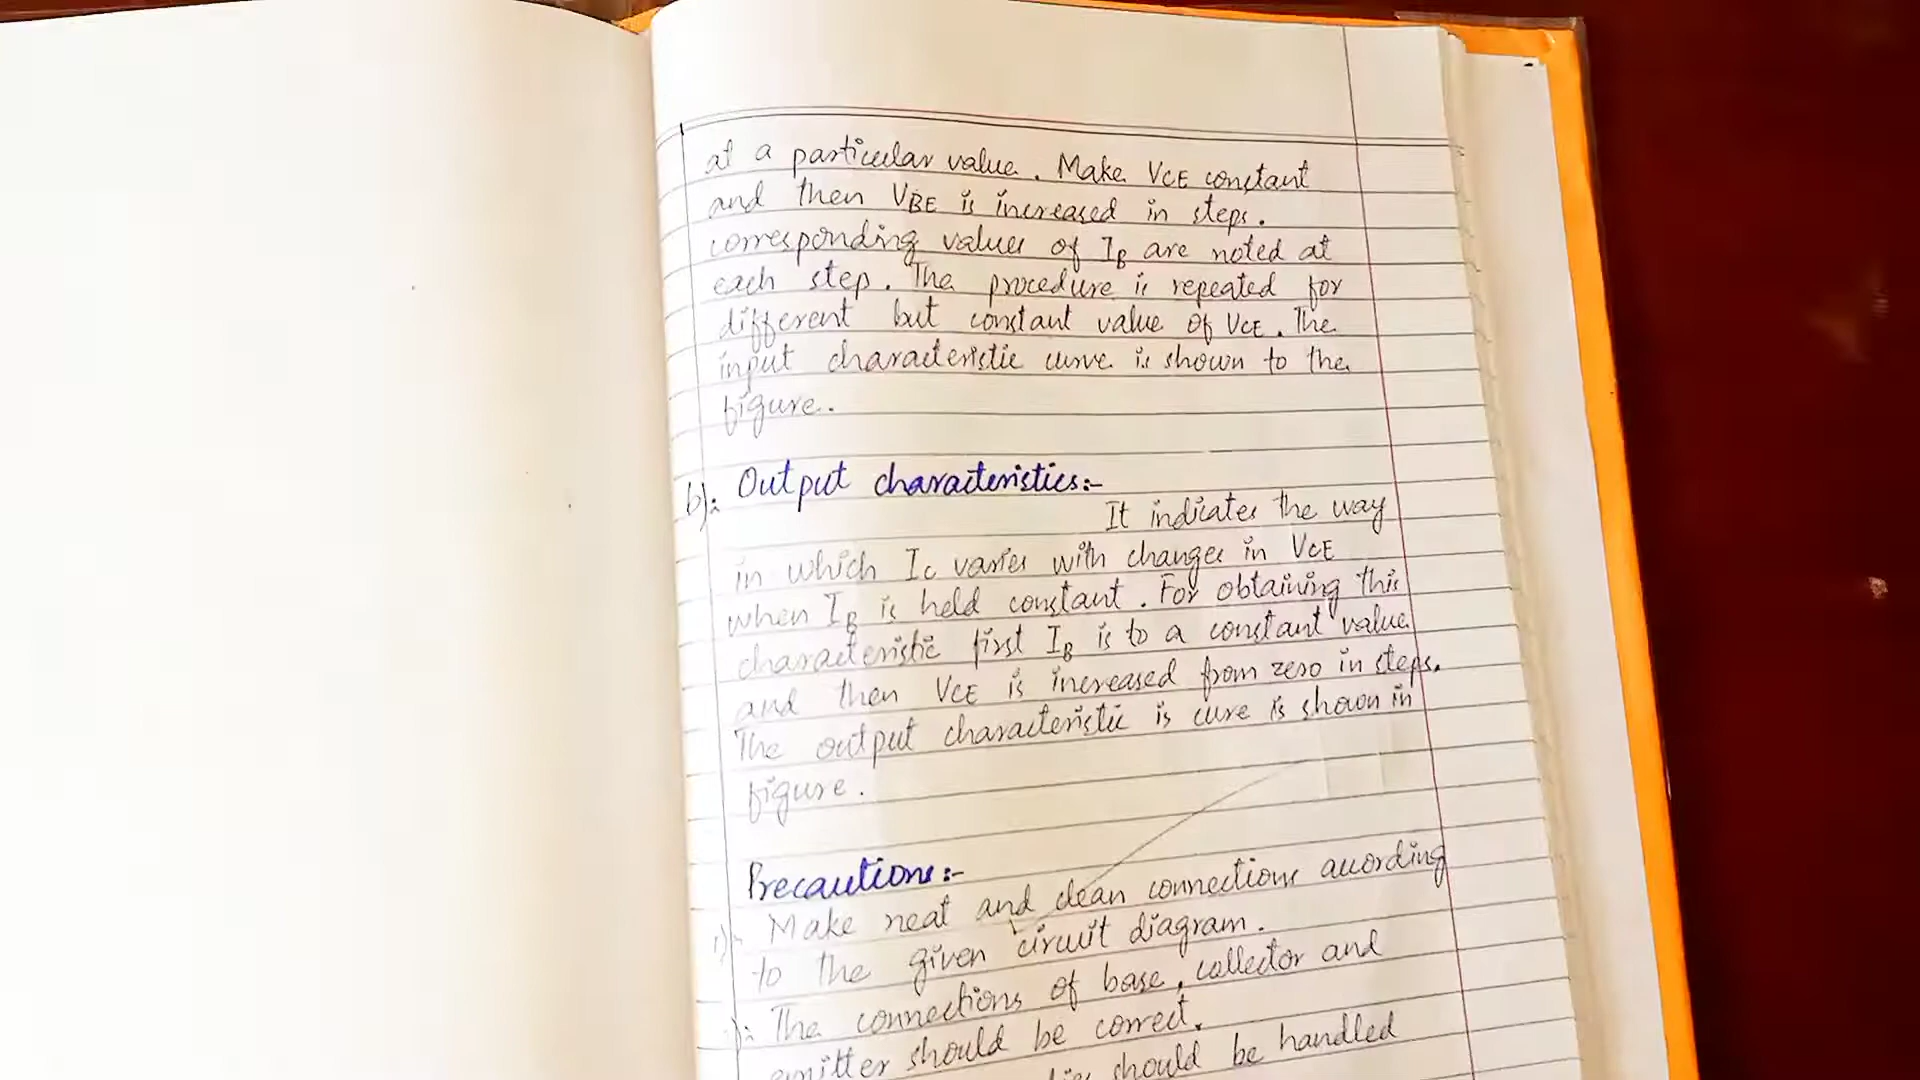 at a particular value. Make VCE constant
and then VBE is increased in steps.
corresponding values of IB are noted at
each step. The procedure is repeated for
different but constant value of VCE. The
input characteristic curve is shown to the
figure.
b):- Output characteristics:-
It indicates the way
in which IC varies with changes in VCE
when IB is held constant. For obtaining this
characteristic first IB is to a constant value
and then VCE is increased from zero in steps.
The output characteristic is cure is shown in
figure.
Precautions:-
1):- Make neat and clean connections according
to the given circuit diagram.
The connections of base, collector and
emitter should be correct.
should be handled